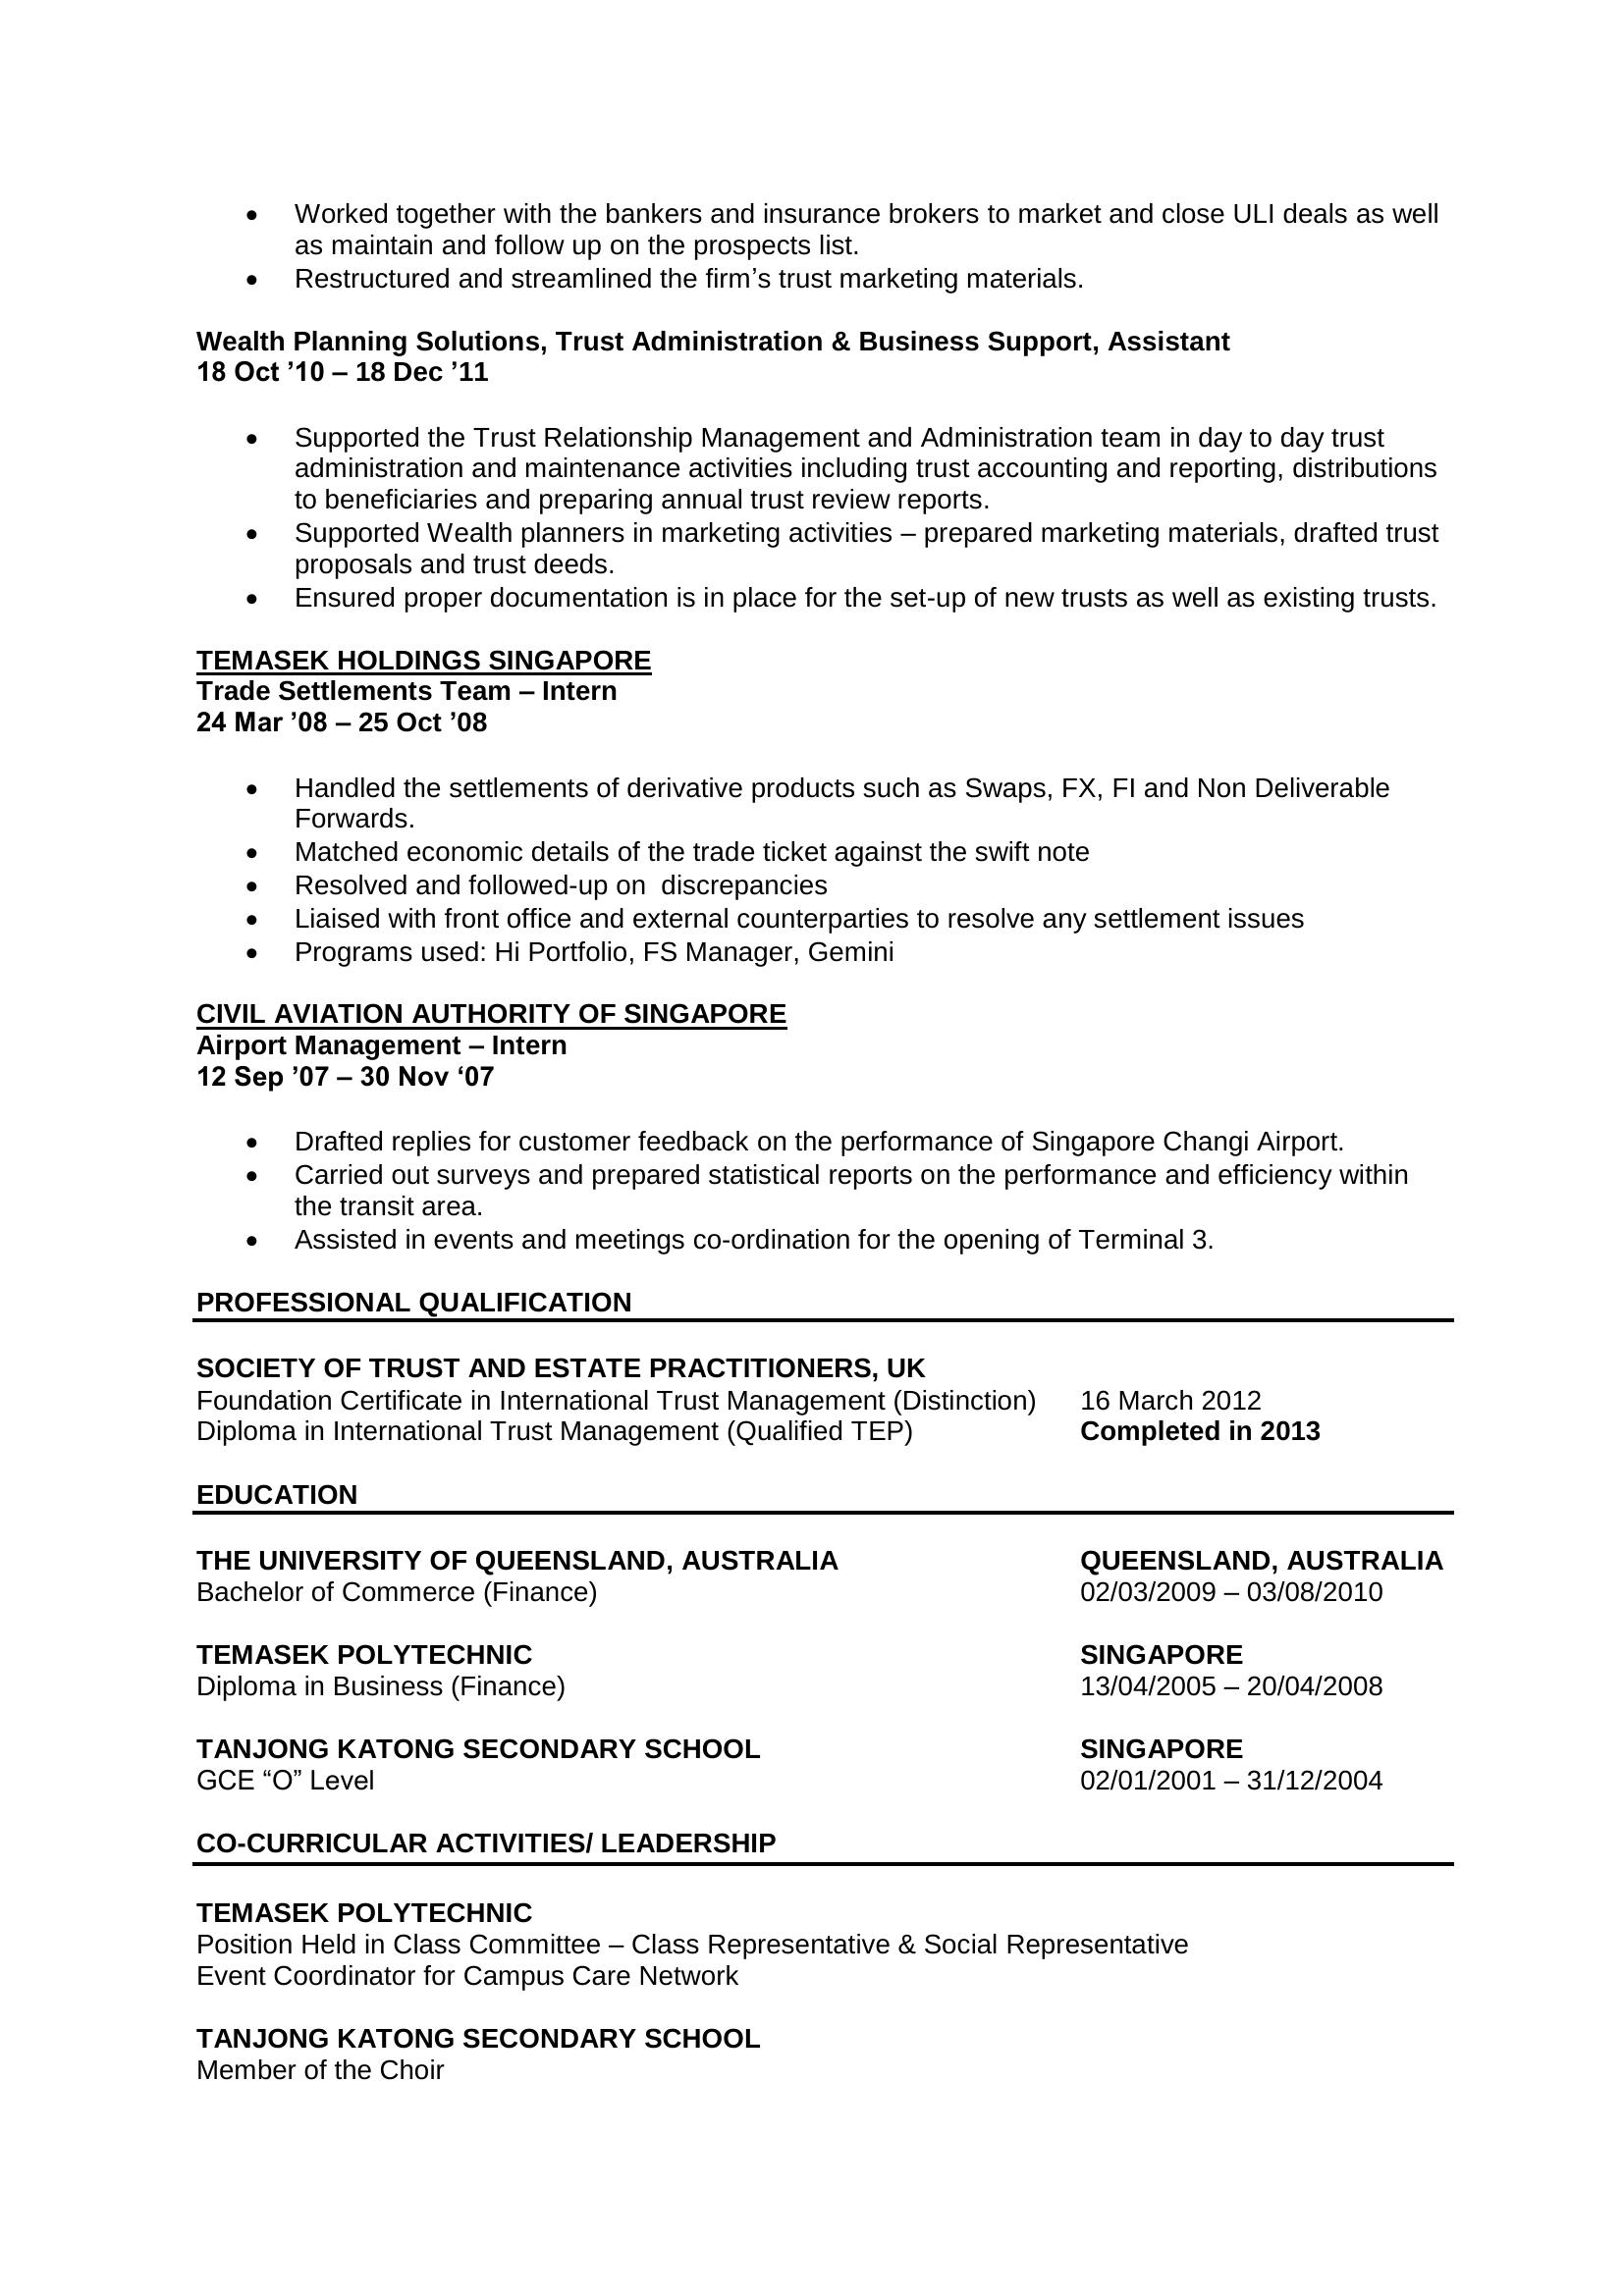 • Worked together with the bankers and insurance brokers to market and close ULI deals as well
as maintain and follow up on the prospects list.
• Restructured and streamlined the firm’s trust marketing materials.
Wealth Planning Solutions, Trust Administration & Business Support, Assistant
18 Oct ’10 – 18 Dec ’11
• Supported the Trust Relationship Management and Administration team in day to day trust
administration and maintenance activities including trust accounting and reporting, distributions
to beneficiaries and preparing annual trust review reports.
• Supported Wealth planners in marketing activities – prepared marketing materials, drafted trust
proposals and trust deeds.
• Ensured proper documentation is in place for the set-up of new trusts as well as existing trusts.
TEMASEK HOLDINGS SINGAPORE
Trade Settlements Team – Intern
24 Mar ’08 – 25 Oct ’08
• Handled the settlements of derivative products such as Swaps, FX, FI and Non Deliverable
Forwards.
• Matched economic details of the trade ticket against the swift note
• Resolved and followed-up on  discrepancies
• Liaised with front office and external counterparties to resolve any settlement issues
• Programs used: Hi Portfolio, FS Manager, Gemini
CIVIL AVIATION AUTHORITY OF SINGAPORE
Airport Management – Intern
12 Sep ’07 – 30 Nov ‘07
• Drafted replies for customer feedback on the performance of Singapore Changi Airport.
• Carried out surveys and prepared statistical reports on the performance and efficiency within
the transit area.
• Assisted in events and meetings co-ordination for the opening of Terminal 3.
PROFESSIONAL QUALIFICATION
SOCIETY OF TRUST AND ESTATE PRACTITIONERS, UK
Foundation Certificate in International Trust Management (Distinction) 16 March 2012
Diploma in International Trust Management (Qualified TEP) Completed in 2013
EDUCATION
THE UNIVERSITY OF QUEENSLAND, AUSTRALIA QUEENSLAND, AUSTRALIA
Bachelor of Commerce (Finance) 02/03/2009 – 03/08/2010
TEMASEK POLYTECHNIC SINGAPORE
Diploma in Business (Finance) 13/04/2005 – 20/04/2008
TANJONG KATONG SECONDARY SCHOOL SINGAPORE
GCE “O” Level 02/01/2001 – 31/12/2004
CO-CURRICULAR ACTIVITIES/ LEADERSHIP
TEMASEK POLYTECHNIC
Position Held in Class Committee – Class Representative & Social Representative
Event Coordinator for Campus Care Network
TANJONG KATONG SECONDARY SCHOOL
Member of the Choir